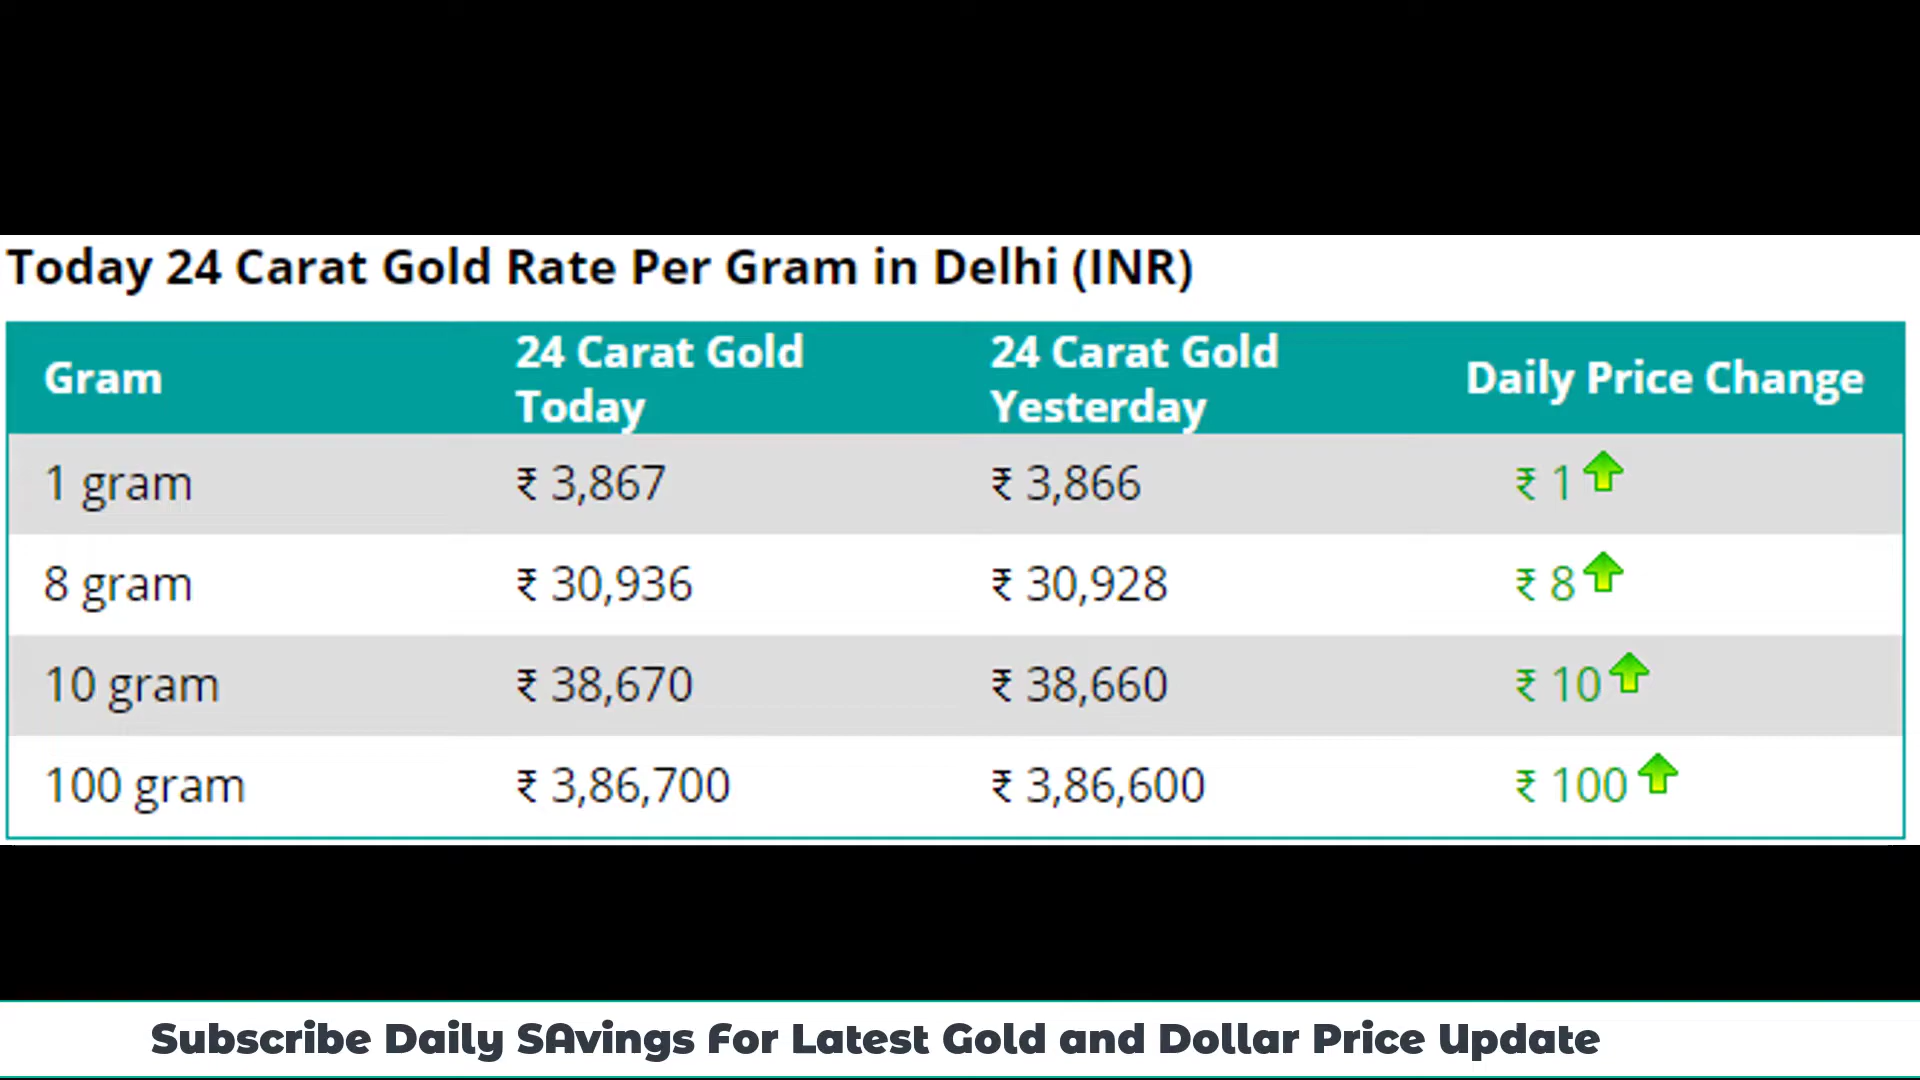 Today 24 Carat Gold Rate Per Gram in Delhi (INR)
Gram
24 Carat Gold
Today
24 Carat Gold
Yesterday
Daily Price Change
1 gram ₹ 3,867 ₹ 3,866 ₹ 1
8 gram ₹ 30,936 ₹ 30,928 ₹ 8
10 gram ₹ 38,670 ₹ 38,660 ₹ 10
100 gram ₹ 3,86,700 ₹ 3,86,600 ₹ 100
Subscribe Daily SAvings For Latest Gold and Dollar Price Update